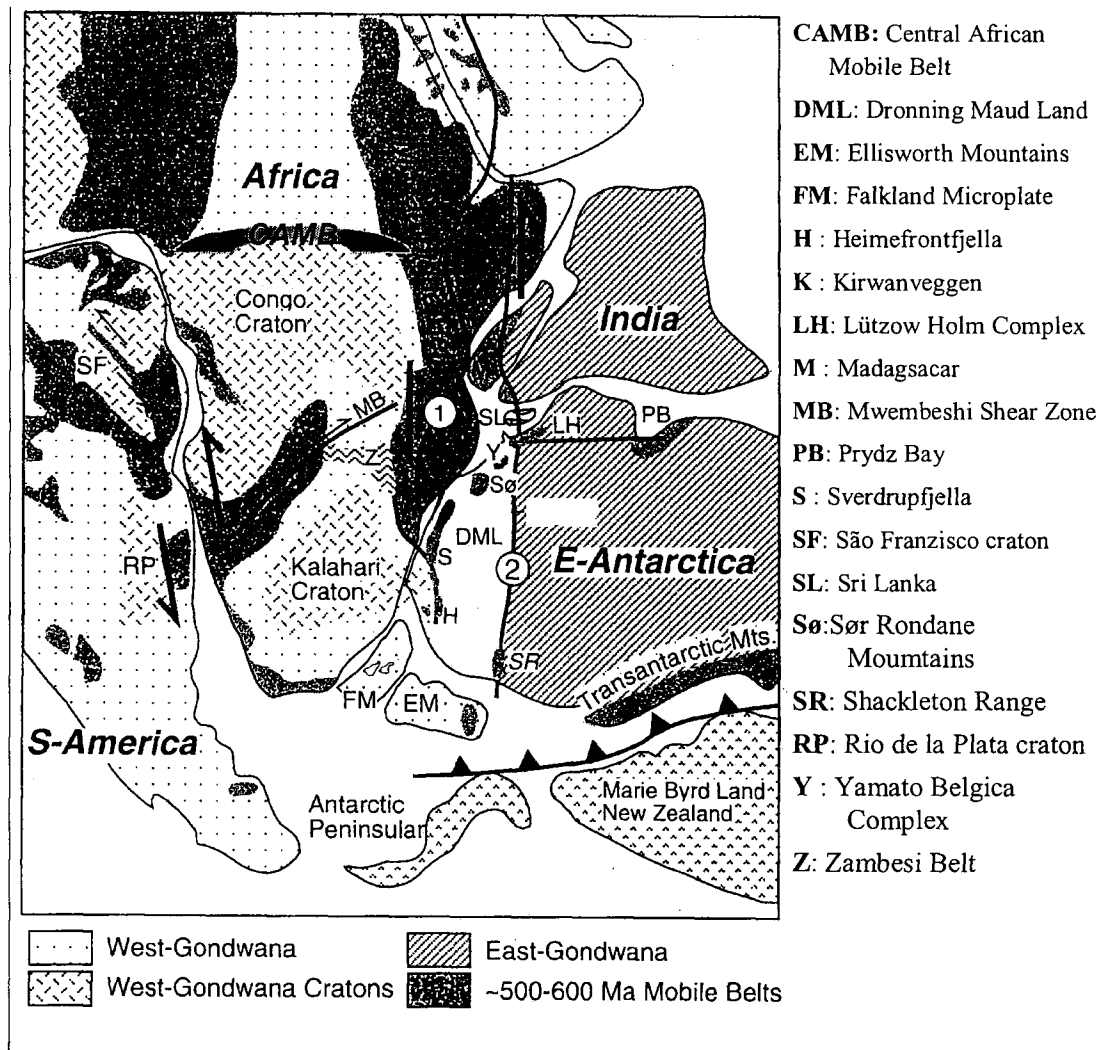 Africa
CAMB
Congo
Craton
India
SF
MB
1
SL
LH
PB
Z
Y
Sø
DML
RP
S
2
E-Antarctica
Kalahari
Craton
H
SR
Transantarctic Mts.
FM
EM
S-America
Antarctic
Peninsular
Marie Byrd Land
New Zealand
CAMB: Central African
Mobile Belt
DML: Dronning Maud Land
EM: Ellisworth Mountains
FM: Falkland Microplate
H : Heimefrontfjella
K : Kirwanveggen
LH: Lützow Holm Complex
M : Madagsacar
MB: Mwembeshi Shear Zone
PB: Prydz Bay
S : Sverdrupfjella
SF: São Franzisco craton
SL: Sri Lanka
Sø:Sør Rondane
Moumtains
SR: Shackleton Range
RP: Rio de la Plata craton
Y : Yamato Belgica
Complex
Z: Zambesi Belt
West-Gondwana
East-Gondwana
West-Gondwana Cratons
~500-600 Ma Mobile Belts